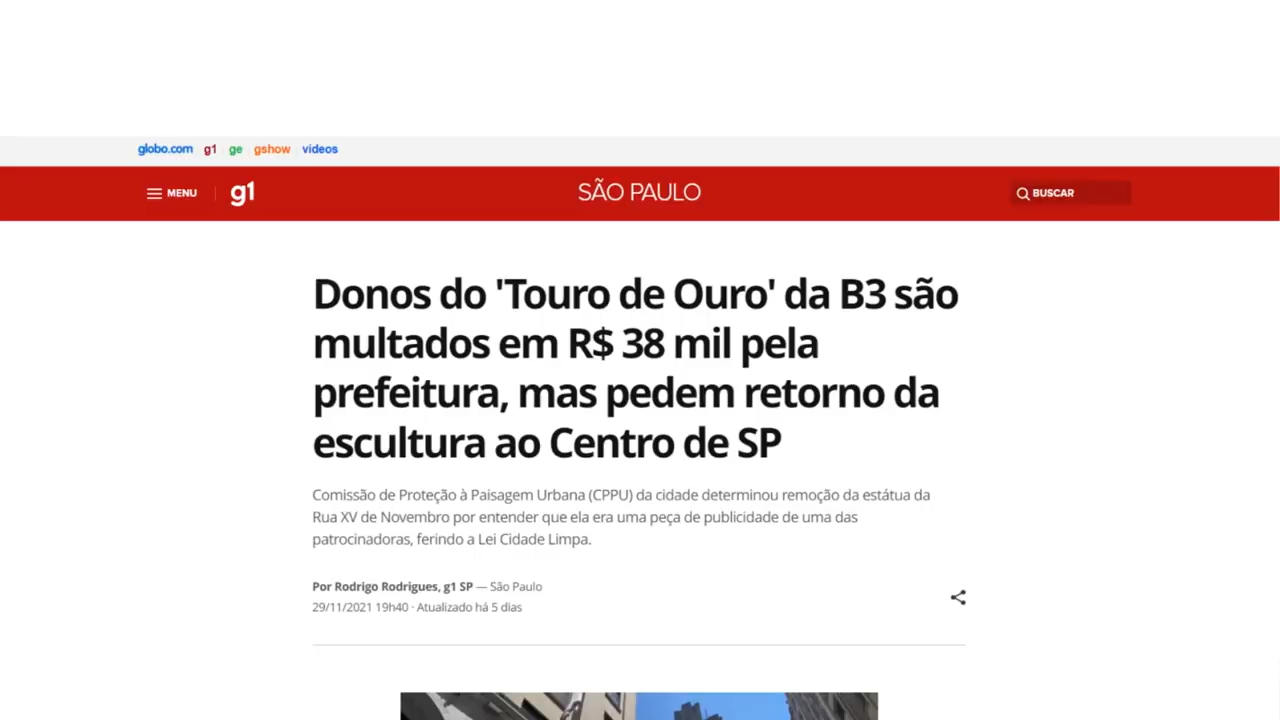 globo.com g1 ge gshow vídeos
MENU g1 SÃO PAULO BUSCAR
Donos do 'Touro de Ouro' da B3 são
multados em R$ 38 mil pela
prefeitura, mas pedem retorno da
escultura ao Centro de SP
Comissão de Proteção à Paisagem Urbana (CPPU) da cidade determinou remoção da estátua da
Rua XV de Novembro por entender que ela era uma peça de publicidade de uma das
patrocinadoras, ferindo a Lei Cidade Limpa.
Por Rodrigo Rodrigues, g1 SP — São Paulo
29/11/2021 19h40 · Atualizado há 5 dias